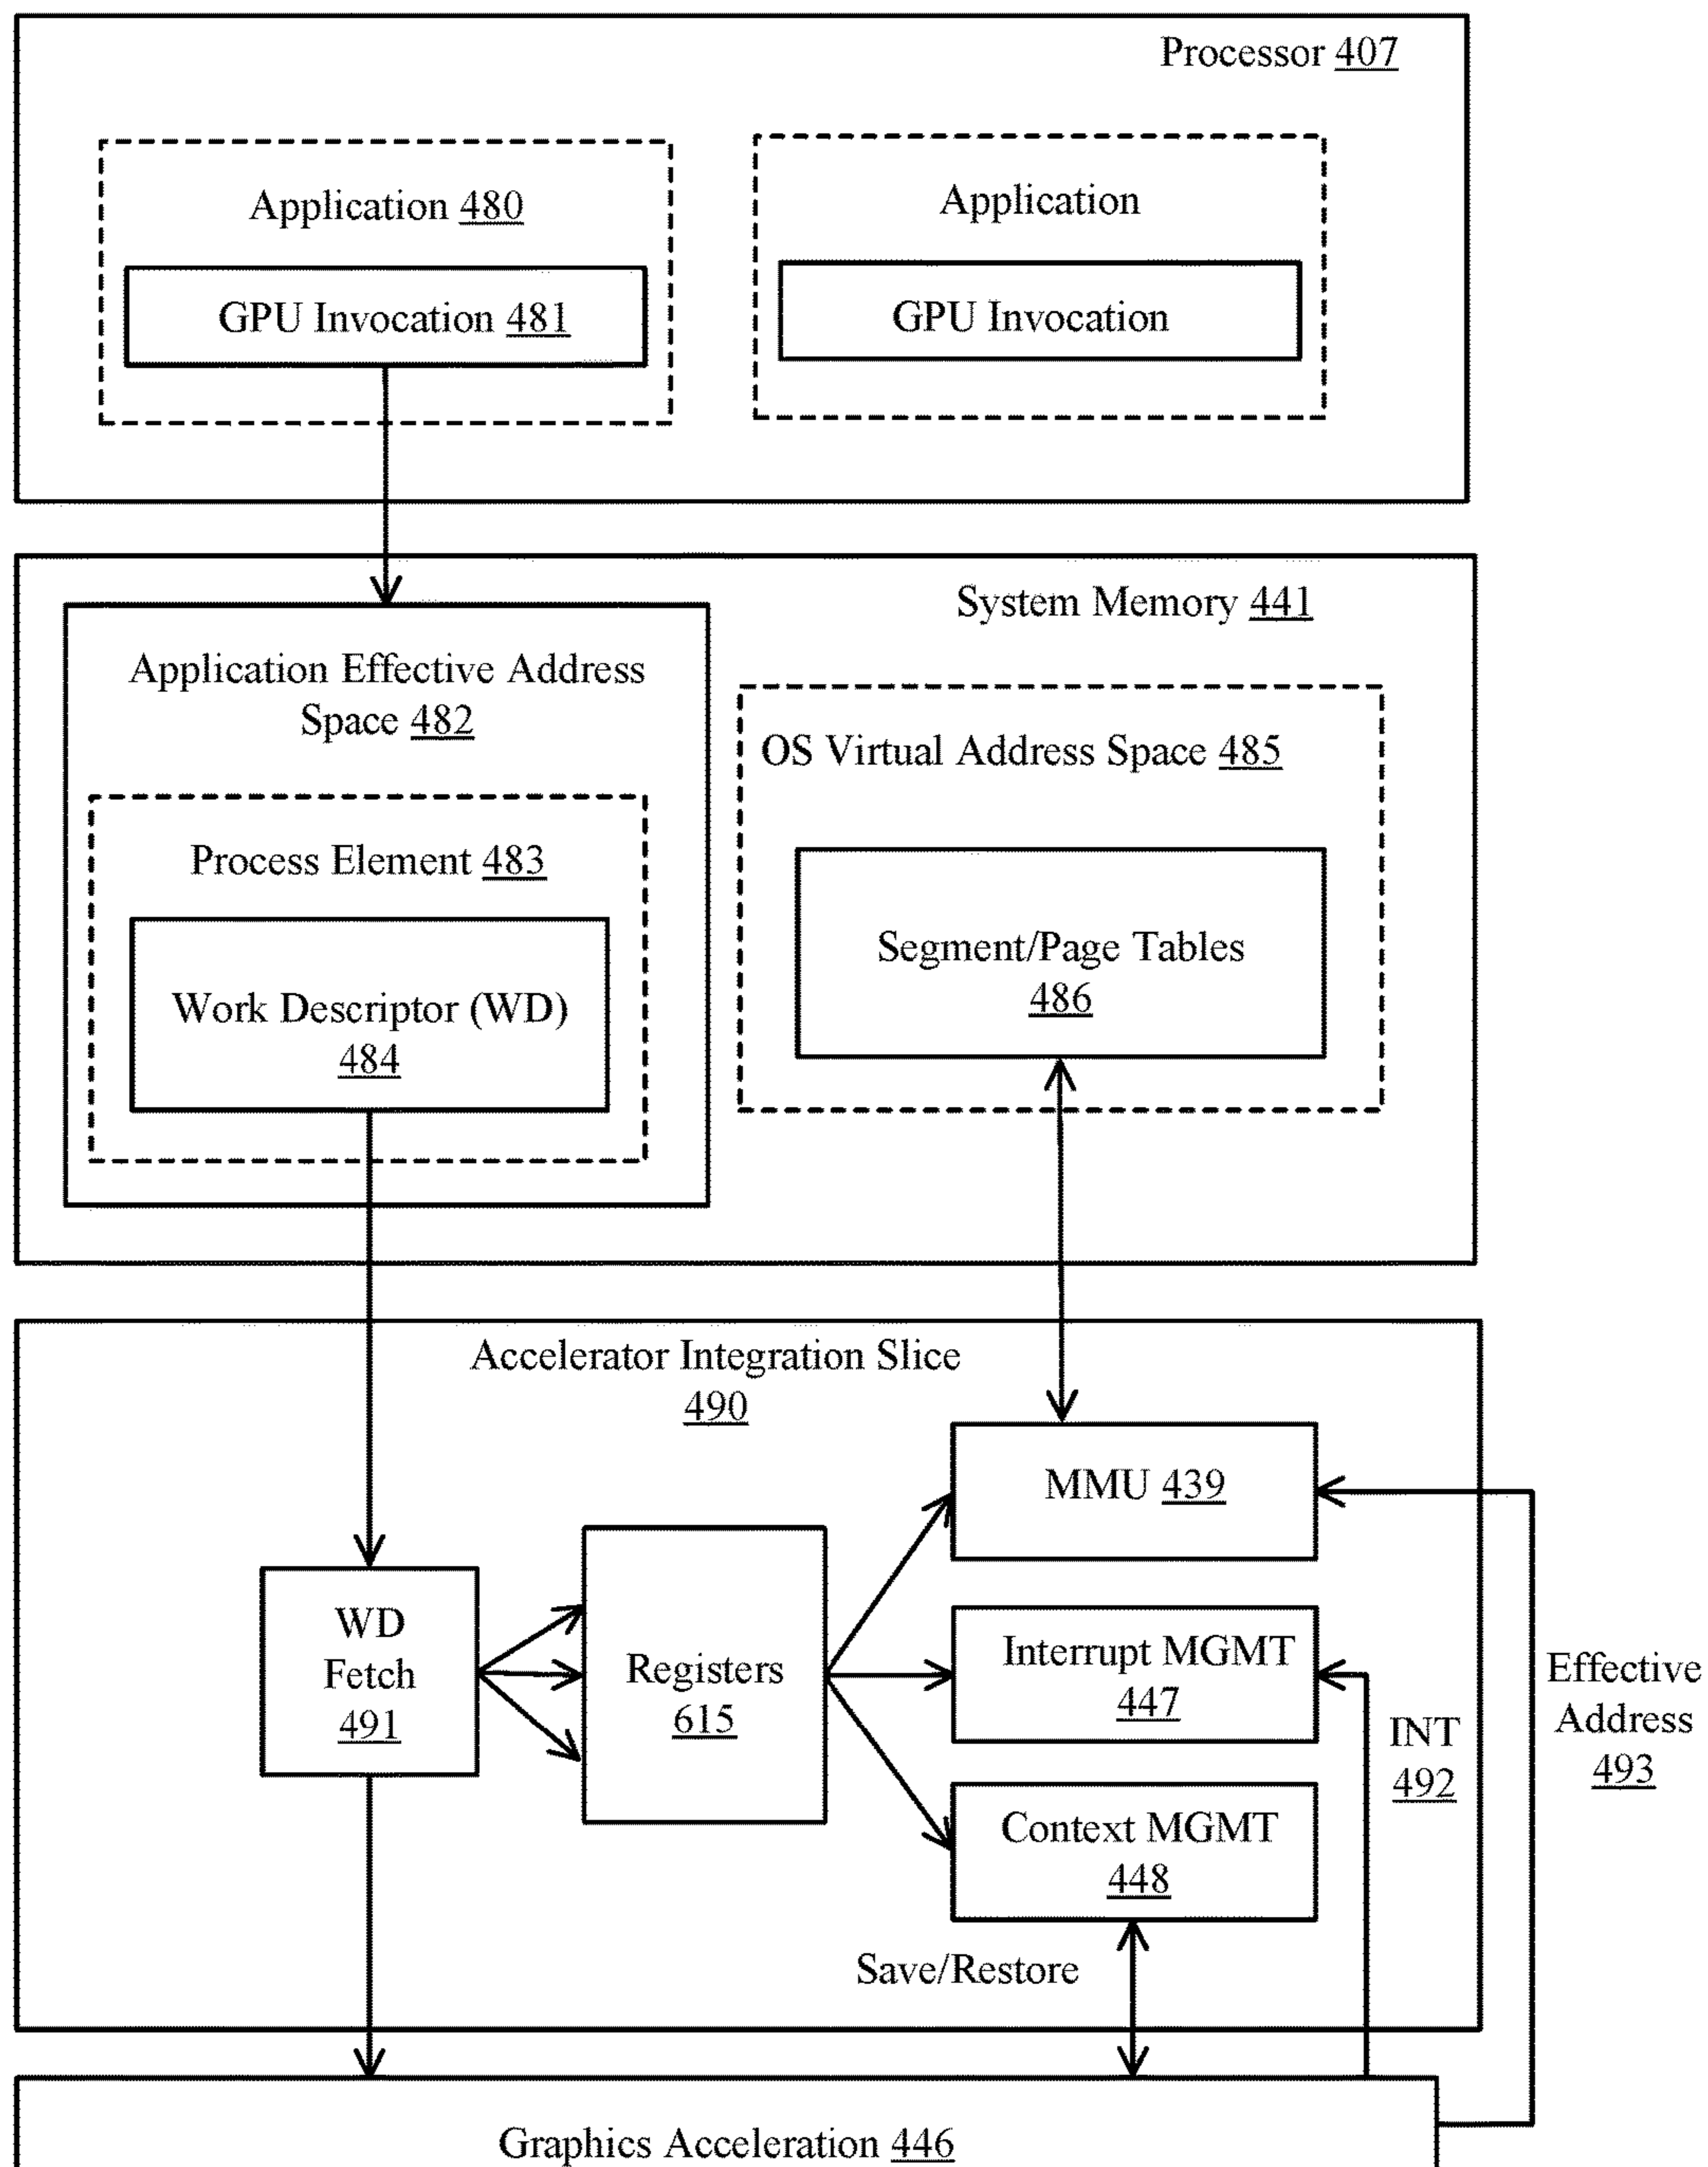 Processor 407
Application 480
GPU Invocation 481
Application
GPU Invocation
System Memory 441
Application Effective Address
Space 482
Process Element 483
Work Descriptor (WD)
484
OS Virtual Address Space 485
Segment/Page Tables
486
Accelerator Integration Slice
490
WD
Fetch
491
Registers
615
MMU 439
Interrupt MGMT
447
Context MGMT
448
Save/Restore
INT
492
Effective
Address
493
Graphics Acceleration 446